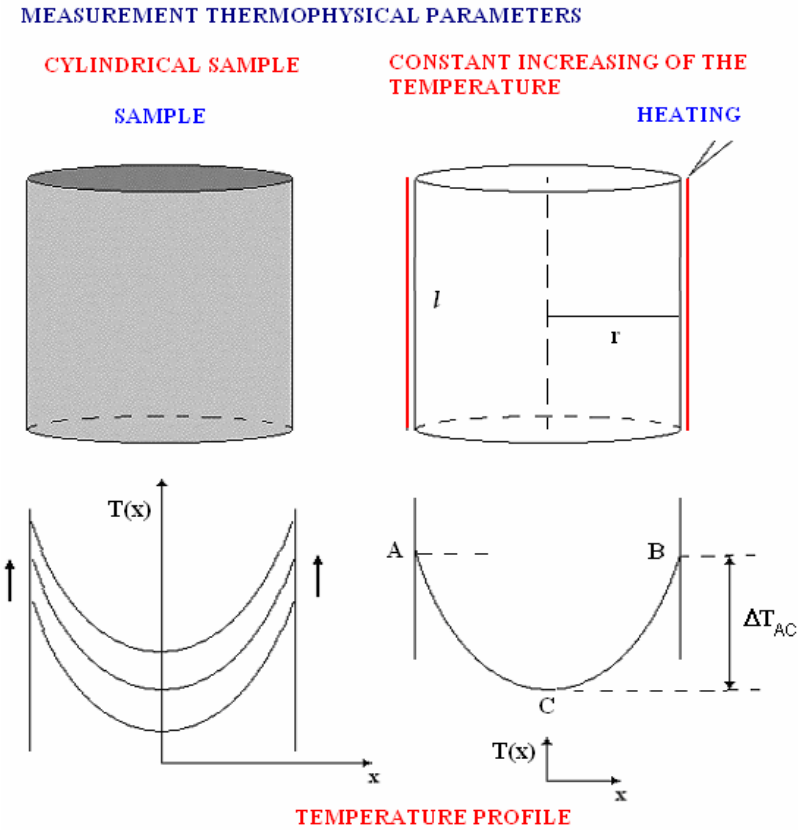 MEASUREMENT THERMOPHYSICAL PARAMETERS
CYLINDRICAL SAMPLE
CONSTANT INCREASING OF THE
TEMPERATURE
SAMPLE
HEATING
l
r
T(x)
x
A
B
ΔT_AC
C
T(x)
x
TEMPERATURE PROFILE